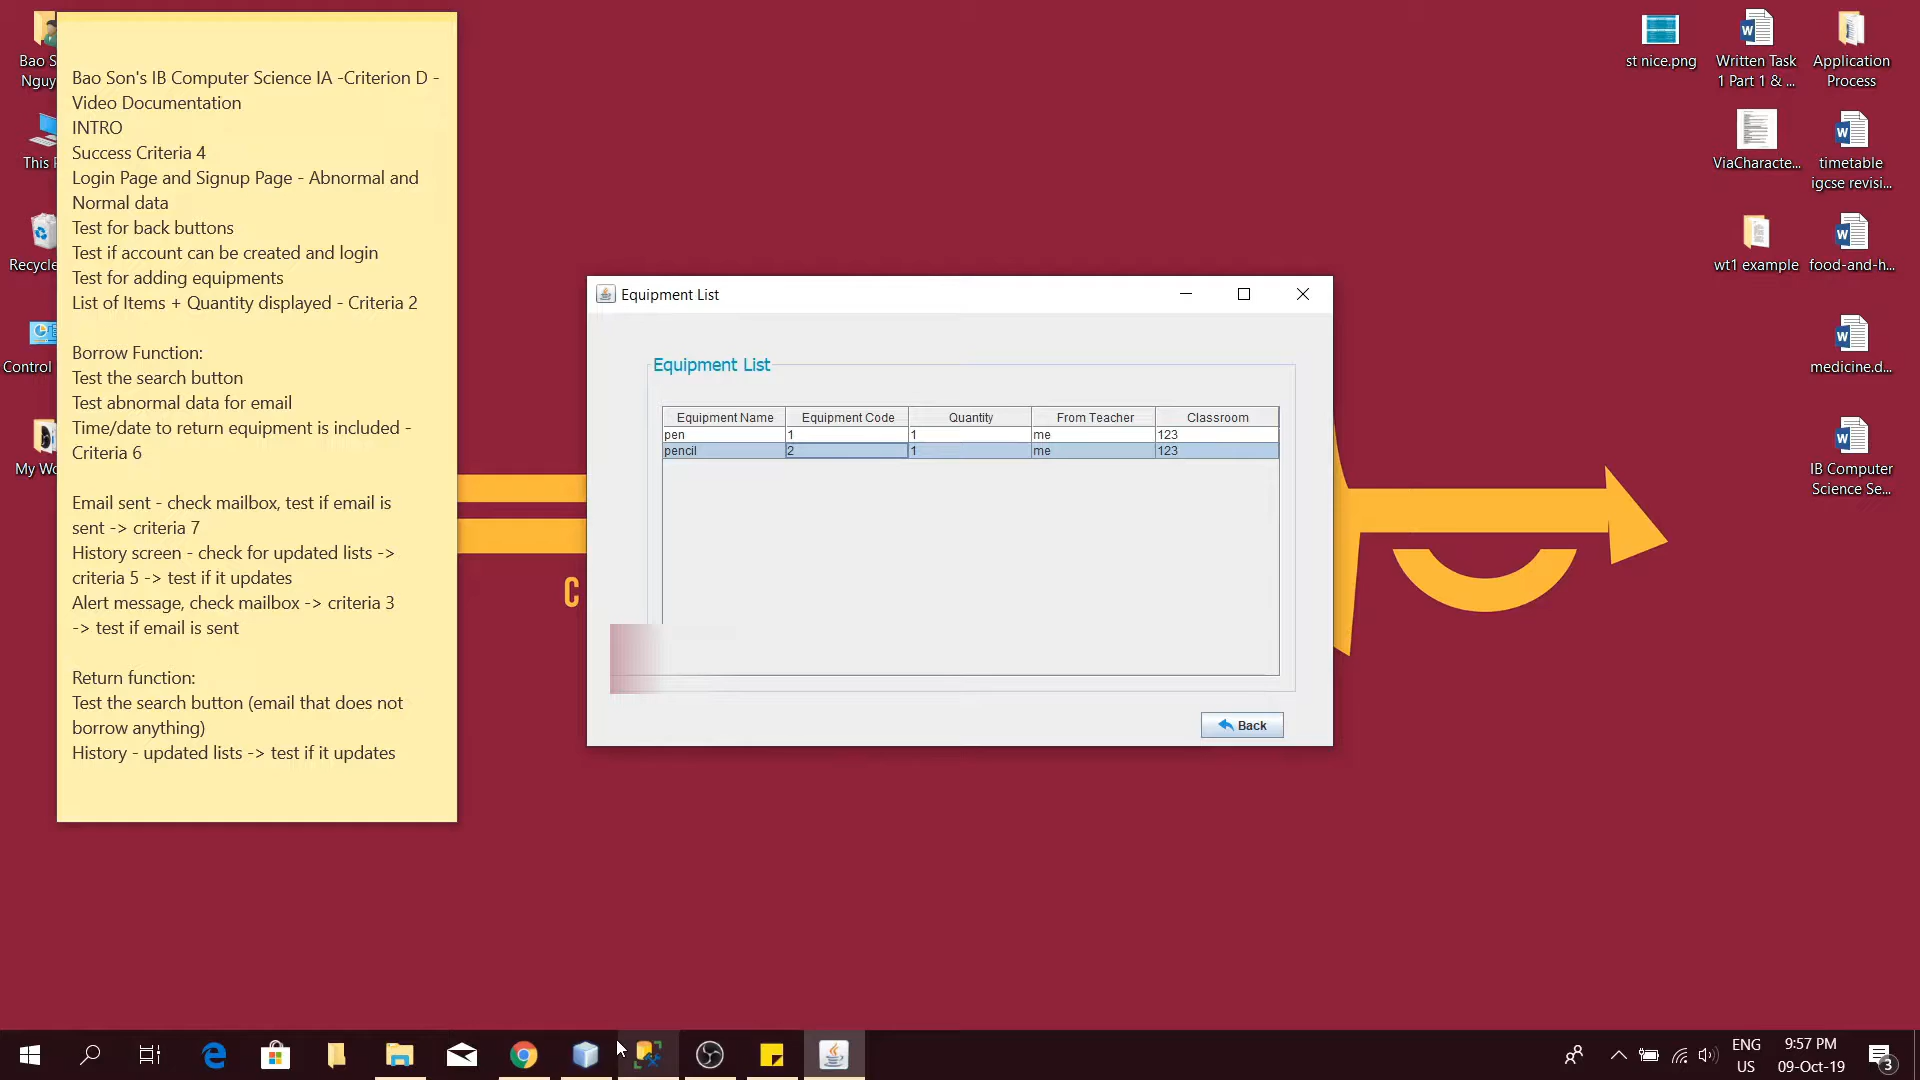 Bao S
Nguy
This P
Recycle
Control
My Wo
Bao Son's IB Computer Science IA -Criterion D -
Video Documentation
INTRO
Success Criteria 4
Login Page and Signup Page - Abnormal and
Normal data
Test for back buttons
Test if account can be created and login
Test for adding equipments
List of Items + Quantity displayed - Criteria 2
Borrow Function:
Test the search button
Test abnormal data for email
Time/date to return equipment is included -
Criteria 6
Email sent - check mailbox, test if email is
sent -> criteria 7
History screen - check for updated lists ->
criteria 5 -> test if it updates
Alert message, check mailbox -> criteria 3
-> test if email is sent
Return function:
Test the search button (email that does not
borrow anything)
History - updated lists -> test if it updates
C
Equipment List
Equipment List
Equipment Name Equipment Code Quantity From Teacher Classroom
pen 1 1 me 123
pencil 2 1 me 123
Back
st nice.png
Written Task
1 Part 1 & ...
Application
Process
ViaCharacte...
timetable
igcse revisi...
wt1 example
food-and-h...
medicine.d...
IB Computer
Science Se...
ENG
US
9:57 PM
09-Oct-19
3